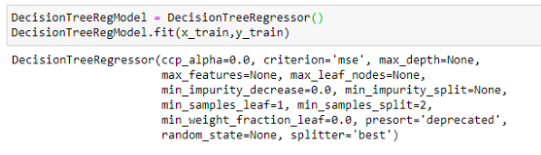 DecisionTreeRegModel = DecisionTreeRegressor()
DecisionTreeRegModel.fit(x_train,y_train)
DecisionTreeRegressor(ccp_alpha=0.0, criterion='mse', max_depth=None,
max_features=None, max_leaf_nodes=None,
min_impurity_decrease=0.0, min_impurity_split=None,
min_samples_leaf=1, min_samples_split=2,
min_weight_fraction_leaf=0.0, presort='deprecated',
random_state=None, splitter='best')